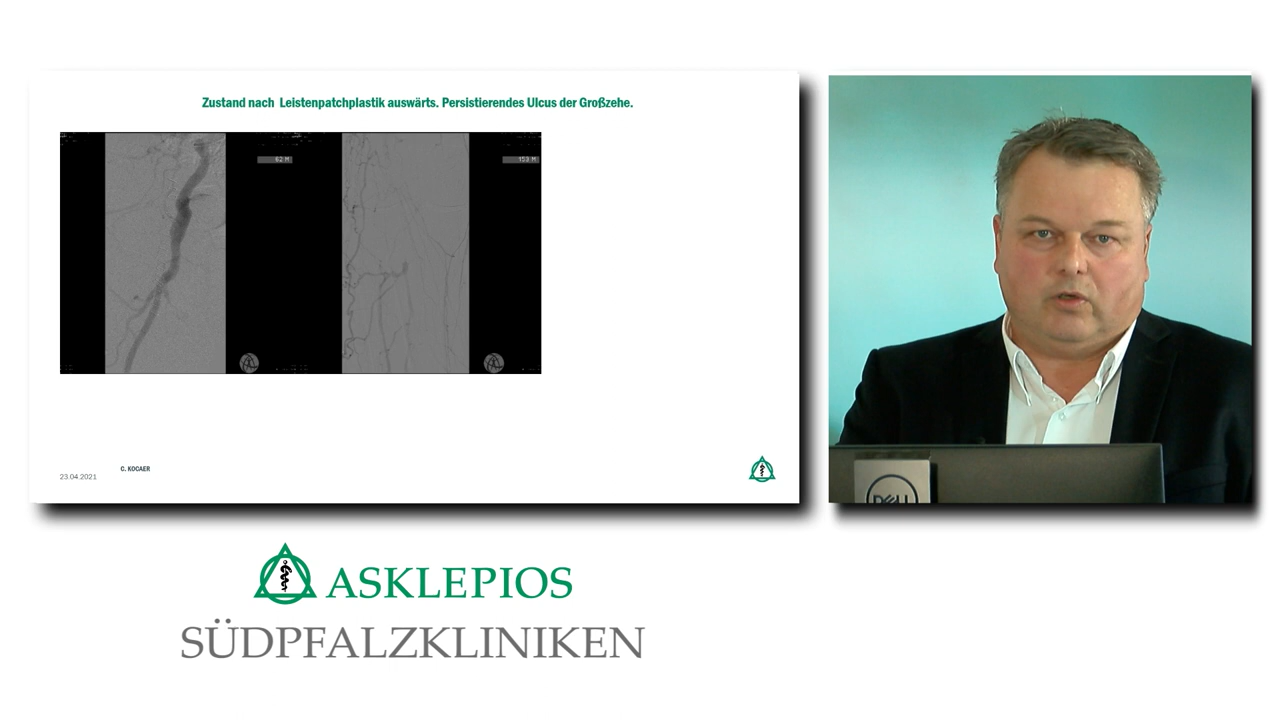 Zustand nach Leistenpatchplastik auswärts. Persistierendes Ulcus der Großzehe.
62 M
153 M
C. KOCAER
23.04.2021
DELL
ASKLEPIOS
SÜDPFALZKLINIKEN